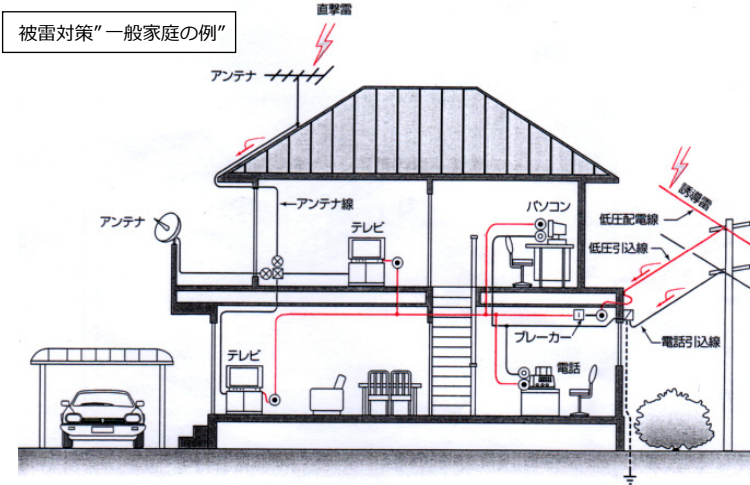 直撃雷
被雷対策”一般家庭の例”
アンテナ
アンテナ線
アンテナ
テレビ
パソコン
誘導雷
低圧配電線
低圧引込線
ブレーカー
電話引込線
テレビ
電話